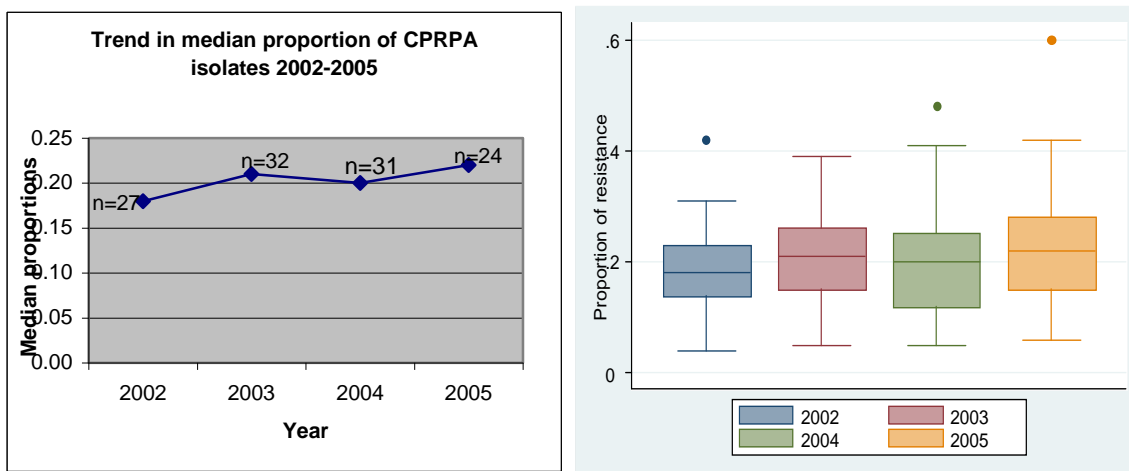 Trend in median proportion of CPRPA
isolates 2002-2005
Median proportions
0.25
0.20
0.15
0.10
0.05
0.00
n=27
n=32
n=31
n=24
2002 2003 2004 2005
Year
Proportion of resistance
.6
.4
.2
0
2002 2003
2004 2005